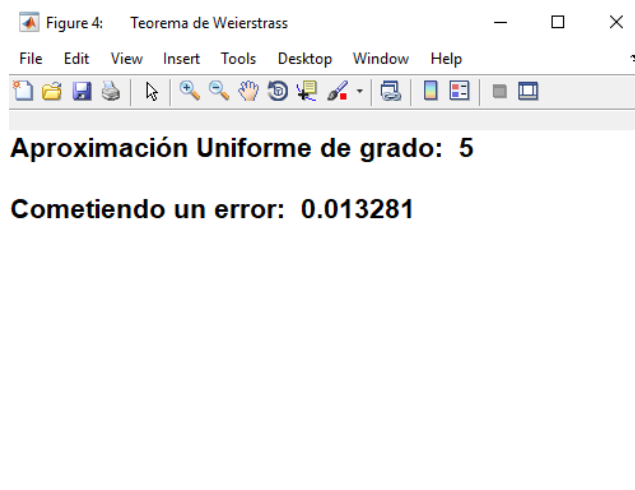 Figure 4: Teorema de Weierstrass
File Edit View Insert Tools Desktop Window Help
Aproximación Uniforme de grado: 5
Cometiendo un error: 0.013281